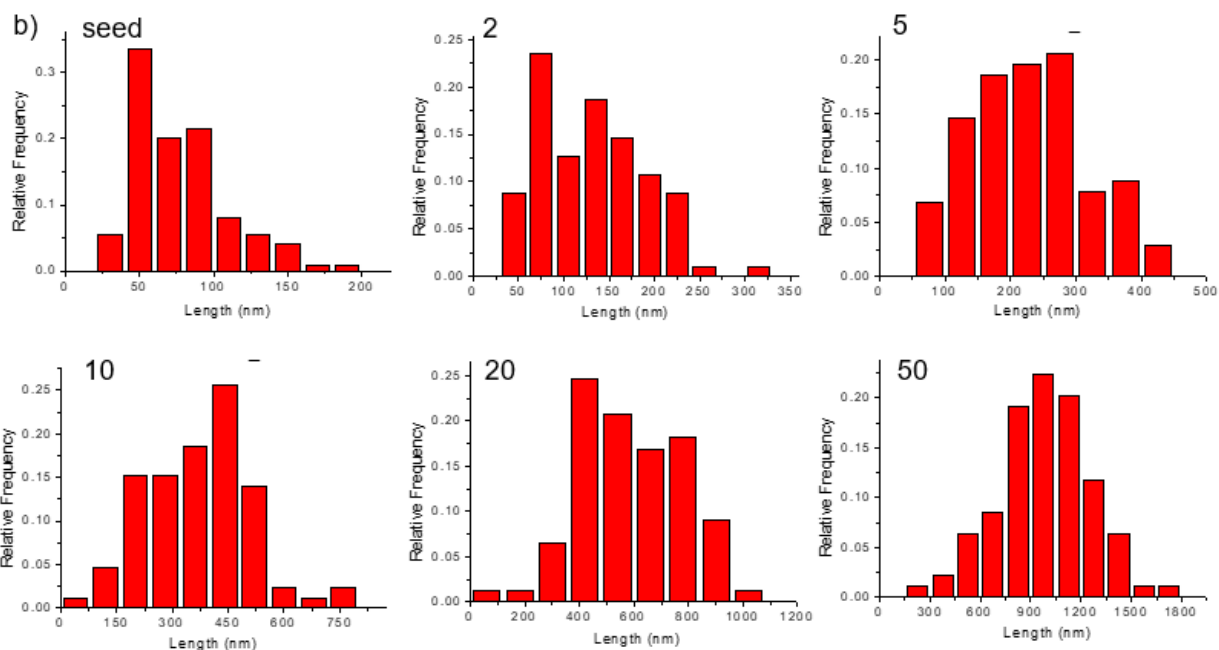 b)
seed
0.3
0.2
0.1
0.0
0 50 100 150 200
Relative Frequency
Length (nm)
2
0.25
0.20
0.15
0.10
0.05
0.00
0 50 100 150 200 250 300 350
Relative Frequency
Length (nm)
5
0.20
0.15
0.10
0.05
0.00
0 100 200 300 400 500
Relative Frequency
Length (nm)
10
0.25
0.20
0.15
0.10
0.05
0.00
0 150 300 450 600 750
Relative Frequency
Length (nm)
20
0.25
0.20
0.15
0.10
0.05
0.00
0 200 400 600 800 1000 1200
Relative Frequency
Length (nm)
50
0.20
0.15
0.10
0.05
0.00
0 300 600 900 1200 1500 1800
Relative Frequency
Length (nm)